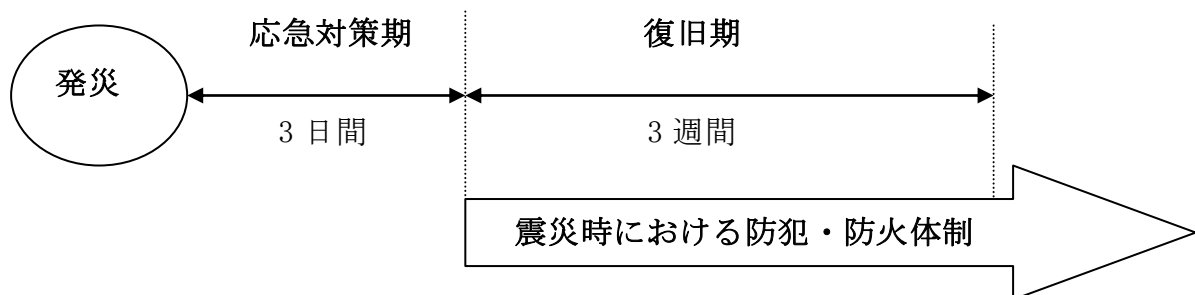 応急対策期
復旧期
発災
3 日間
3 週間
震災時における防犯・防火体制